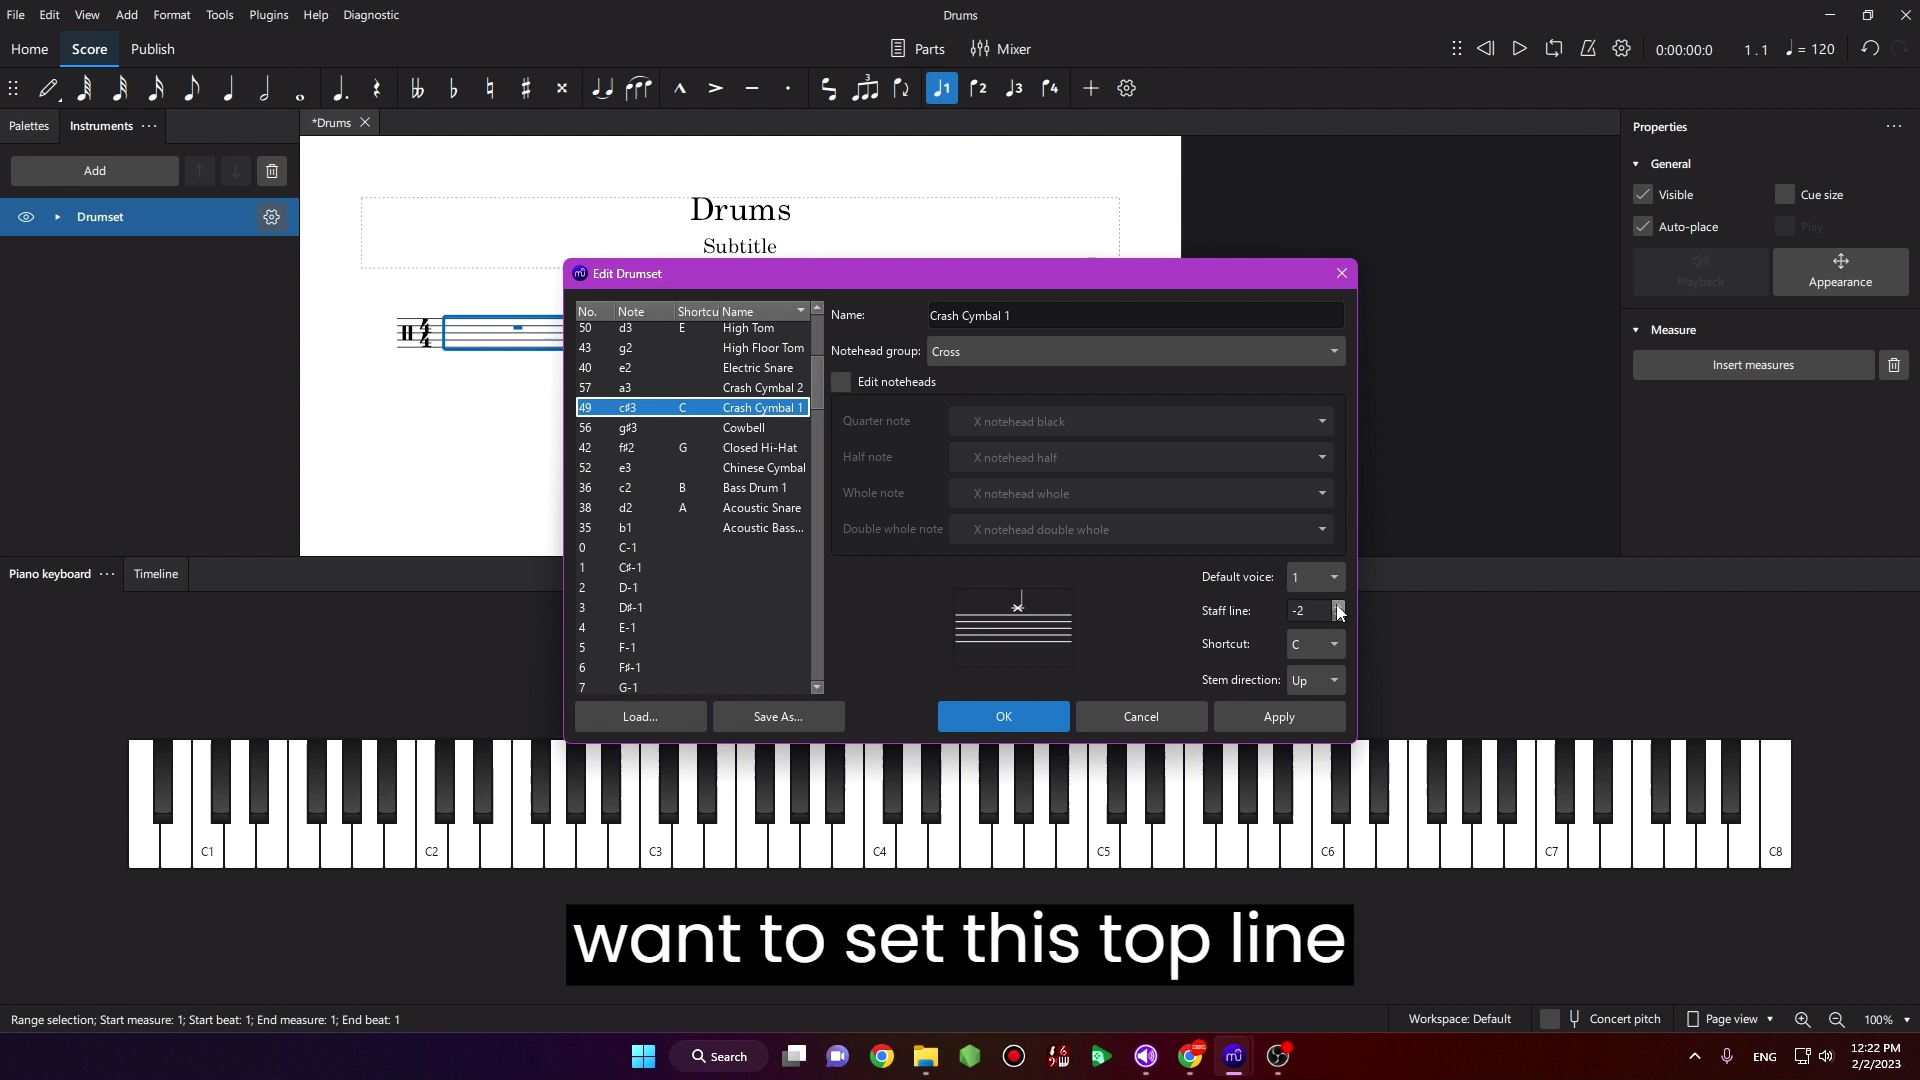 File Edit View Add Format Tools Plugins Help Diagnostic
Drums
Home Score Publish
Parts Mixer
0:00:00:0 1.1 = 120
3
1 2 3 4
Palettes Instruments
*Drums
Add
Drumset
Drums
Subtitle
Properties
General
Visible Cue size
Auto-place Play
Playback Appearance
Measure
Insert measures
Edit Drumset
No. Note Shortcu Name
50 d3 E High Tom
43 g2 High Floor Tom
40 e2 Electric Snare
57 a3 Crash Cymbal 2
49 c♯3 C Crash Cymbal 1
56 g♯3 Cowbell
42 f♯2 G Closed Hi-Hat
52 e3 Chinese Cymbal
36 c2 B Bass Drum 1
38 d2 A Acoustic Snare
35 b1 Acoustic Bass...
0 C-1
1 C♯-1
2 D-1
3 D♯-1
4 E-1
5 F-1
6 F♯-1
7 G-1
Name: Crash Cymbal 1
Notehead group: Cross
Edit noteheads
Quarter note X notehead black
Half note X notehead half
Whole note X notehead whole
Double whole note X notehead double whole
Default voice: 1
Staff line: -2
Shortcut: C
Stem direction: Up
Load... Save As... OK Cancel Apply
Piano keyboard Timeline
C1 C2 C3 C4 C5 C6 C7 C8
want to set this top line
Range selection; Start measure: 1; Start beat: 1; End measure: 1; End beat: 1
Workspace: Default Concert pitch Page view 100%
Search
ENG
12:22 PM
2/2/2023